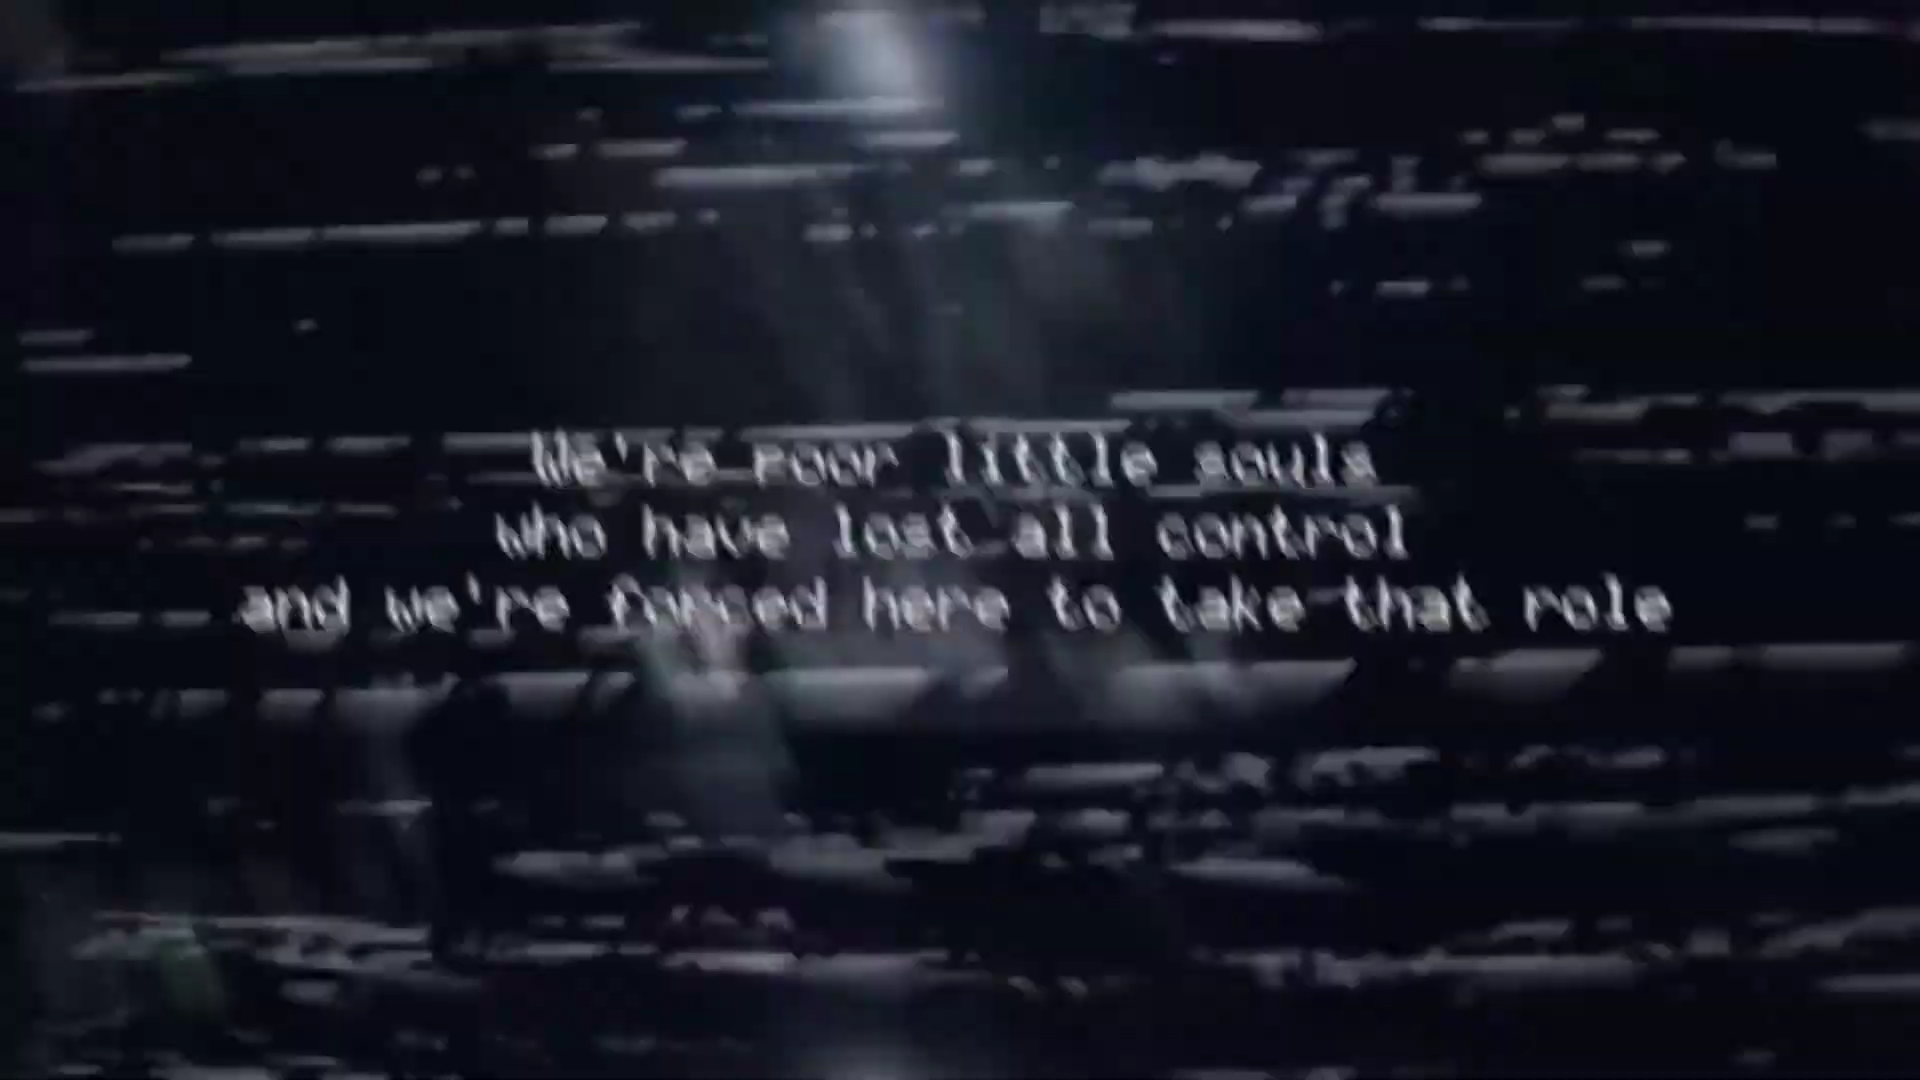 We're poor little souls
who have lost all control
and we're forced here to take that role